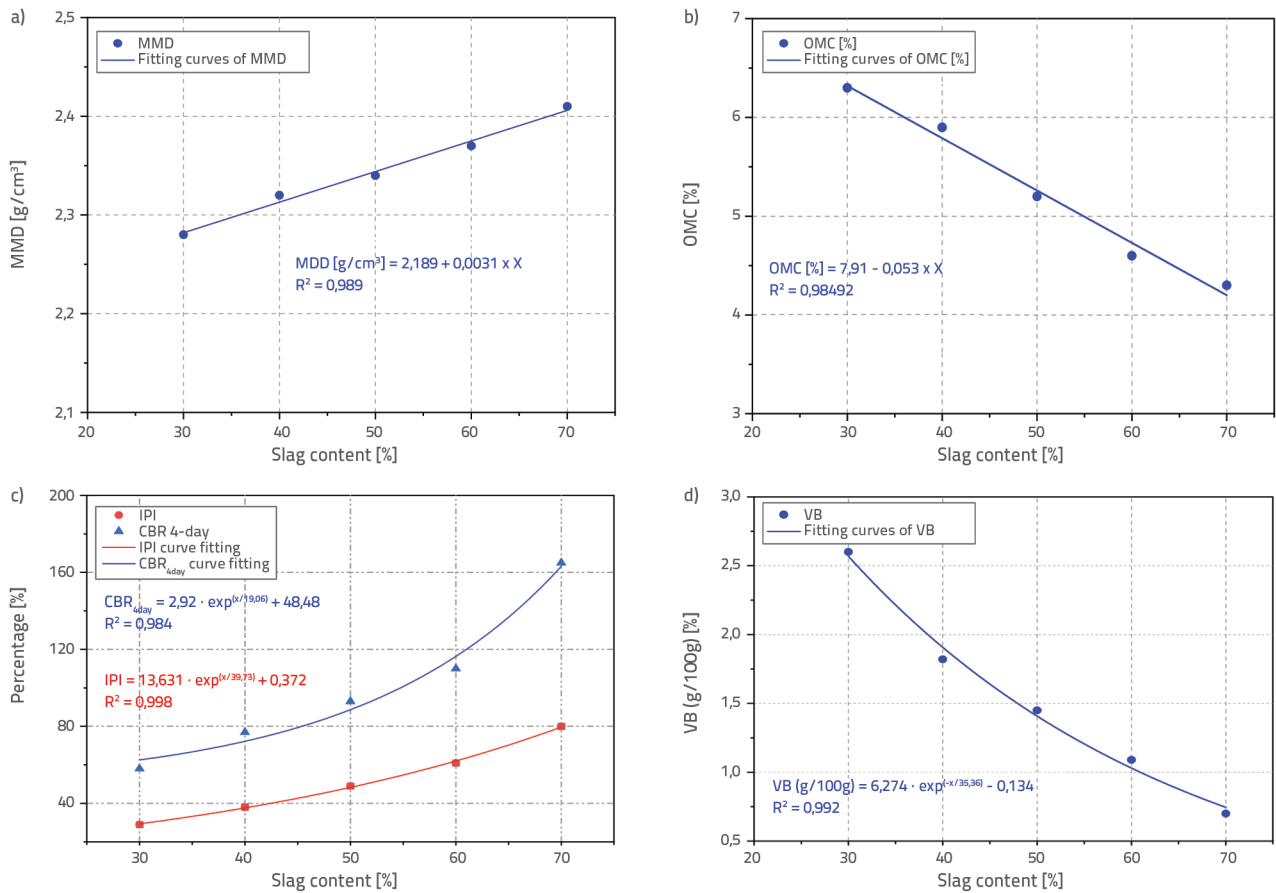 a)
MMD [g/cm³]
2,5
2,4
2,3
2,2
2,1
MMD
Fitting curves of MMD
MDD [g/cm³] = 2,189 + 0,0031 x X
R² = 0,989
20 30 40 50 60 70
Slag content [%]
b)
OMC [%]
7
6
5
4
3
OMC [%]
Fitting curves of OMC [%]
OMC [%] = 7,91 - 0,053 x X
R² = 0,98492
20 30 40 50 60 70
Slag content [%]
c)
Percentage [%]
200
160
120
80
40
IPI
CBR 4-day
IPI curve fitting
CBR4day curve fitting
CBR4day = 2,92 · exp(x/19,06) + 48,48
R² = 0,984
IPI = 13,631 · exp(x/39,73) + 0,372
R² = 0,998
30 40 50 60 70
Slag content [%]
d)
VB (g/100g) [%]
3,0
2,5
2,0
1,5
1,0
0,5
VB
Fitting curves of VB
VB (g/100g) = 6,274 · exp(-x/35,36) - 0,134
R² = 0,992
20 30 40 50 60 70
Slag content [%]